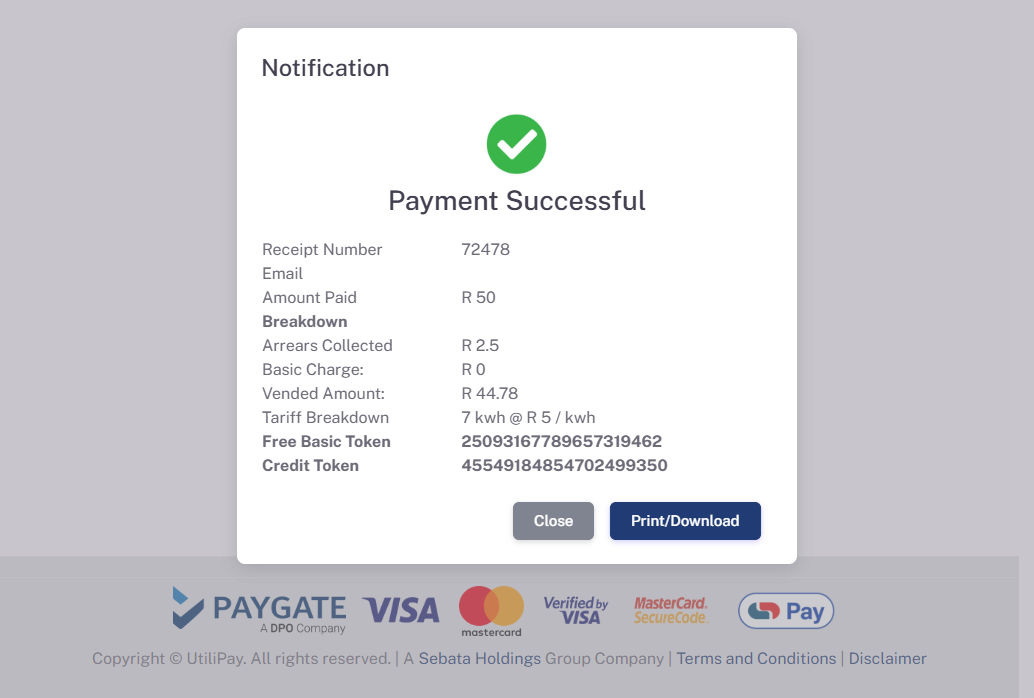 Notification
Payment Successful
Receipt Number 72478
Email
Amount Paid R 50
Breakdown
Arrears Collected R 2.5
Basic Charge: R 0
Vended Amount: R 44.78
Tariff Breakdown 7 kwh @ R 5 / kwh
Free Basic Token 25093167789657319462
Credit Token 45549184854702499350
Close Print/Download
PAYGATE VISA mastercard Verified by VISA MasterCard. SecureCode. Pay
A DPO Company
Copyright © UtiliPay. All rights reserved. | A Sebata Holdings Group Company | Terms and Conditions | Disclaimer